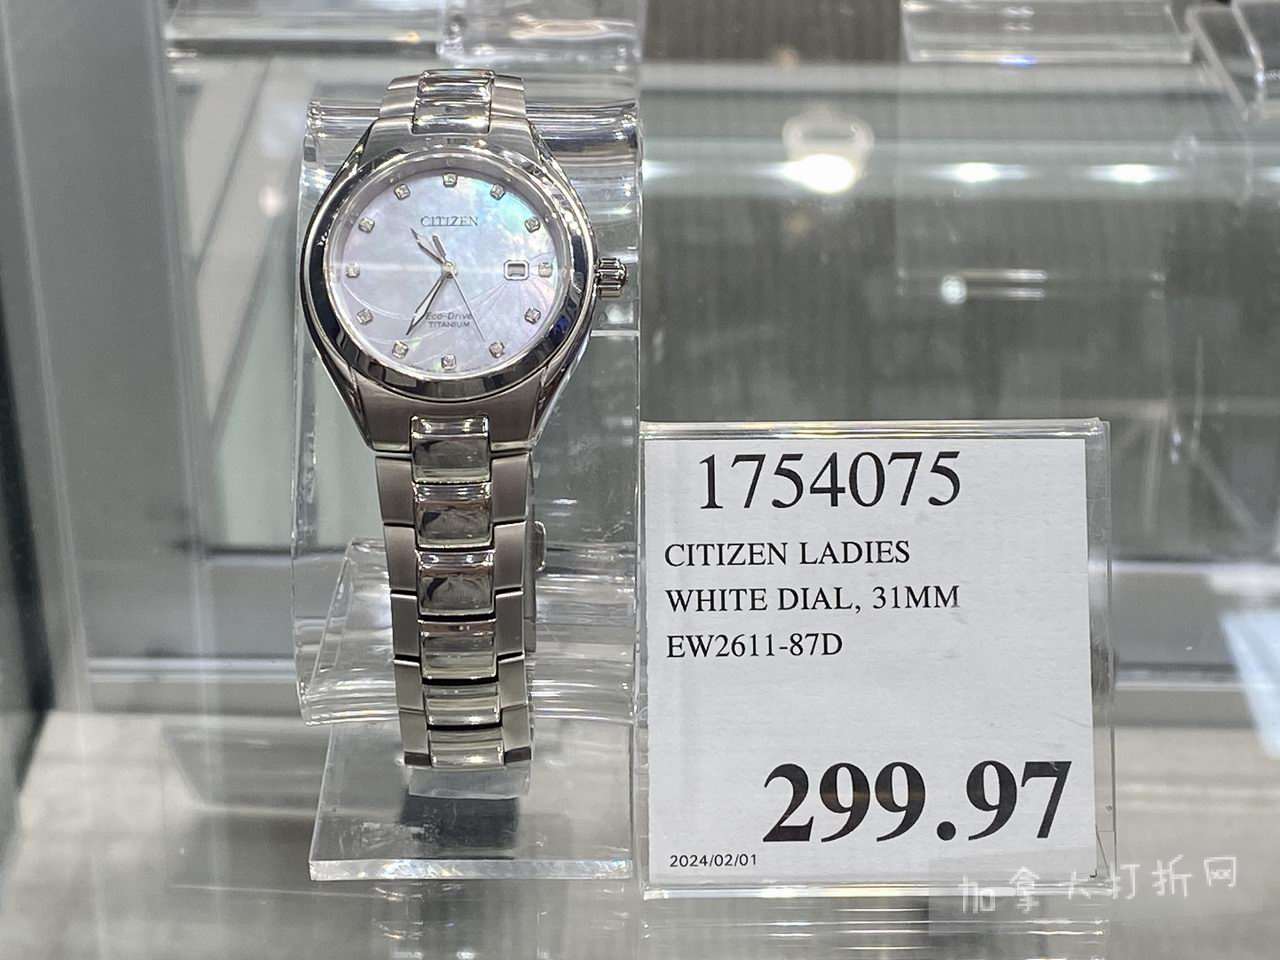 CITIZEN
Eco-Drive
TITANIUM
1754075
CITIZEN LADIES
WHITE DIAL, 31MM
EW2611-87D
299.97
2024/02/01
加拿大打折网